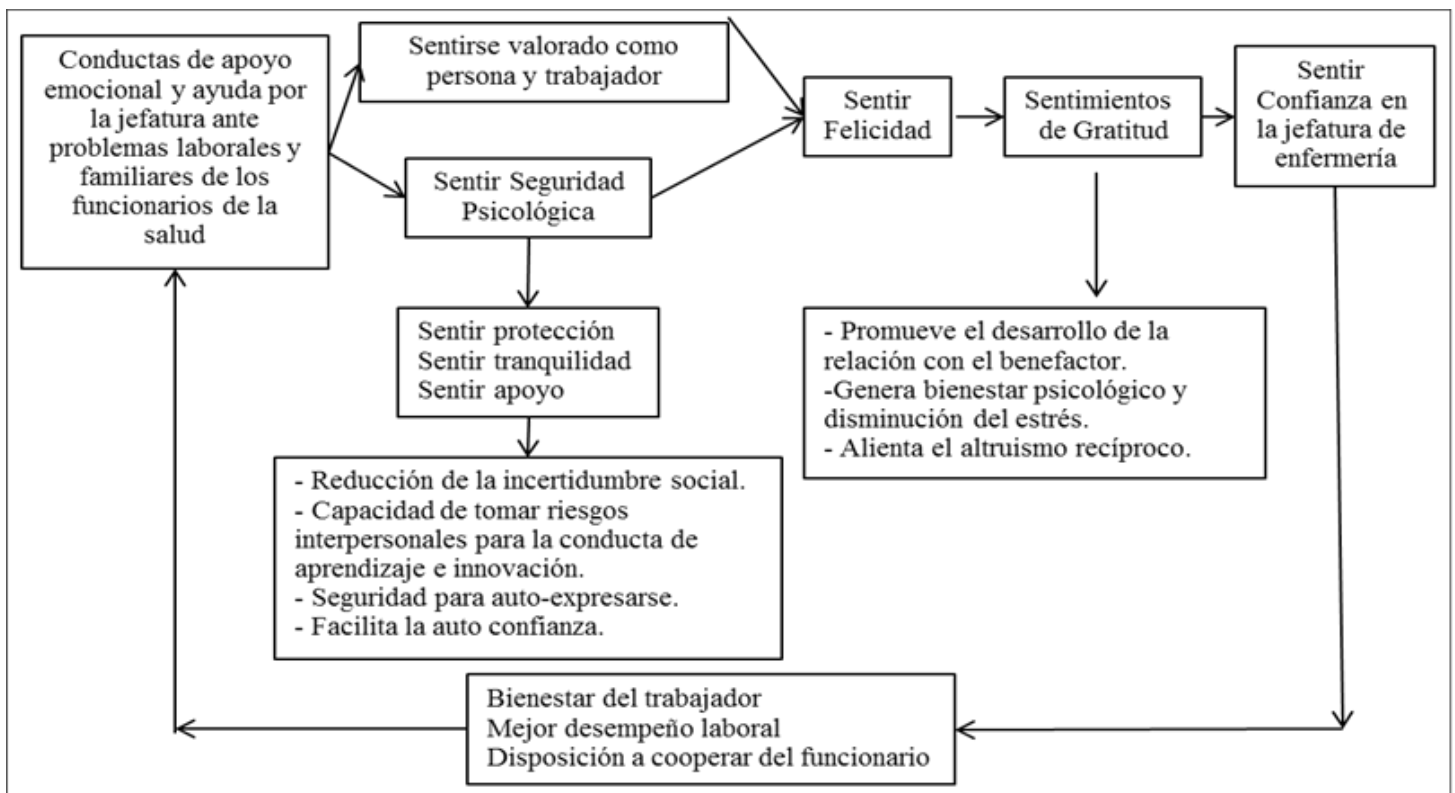 Conductas de apoyo
emocional y ayuda por
la jefatura ante
problemas laborales y
familiares de los
funcionarios de la
salud
Sentirse valorado como
persona y trabajador
Sentir Seguridad
Psicológica
Sentir
Felicidad
Sentimientos
de Gratitud
Sentir
Confianza en
la jefatura de
enfermería
Sentir protección
Sentir tranquilidad
Sentir apoyo
- Promueve el desarrollo de la
relación con el benefactor.
-Genera bienestar psicológico y
disminución del estrés.
- Alienta el altruismo recíproco.
- Reducción de la incertidumbre social.
- Capacidad de tomar riesgos
interpersonales para la conducta de
aprendizaje e innovación.
- Seguridad para auto-expresarse.
- Facilita la auto confianza.
Bienestar del trabajador
Mejor desempeño laboral
Disposición a cooperar del funcionario